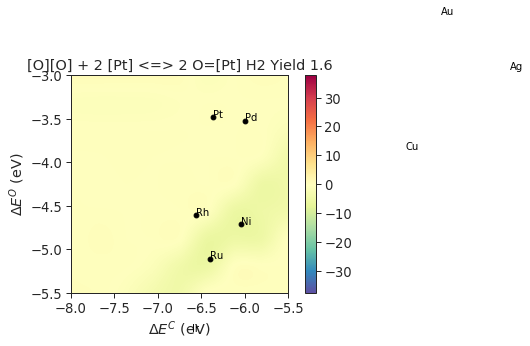 Au
[O][O] + 2 [Pt] <=> 2 O=[Pt] H2 Yield 1.6
Ag
−3.0
−3.5
−4.0
−4.5
−5.0
−5.5
ΔE^O (eV)
Pt
Pd
Rh
Ni
Ru
30
20
10
0
−10
−20
−30
Cu
−8.0 −7.5 −7.0 −6.5 −6.0 −5.5
ΔE^C (eV)
Ir